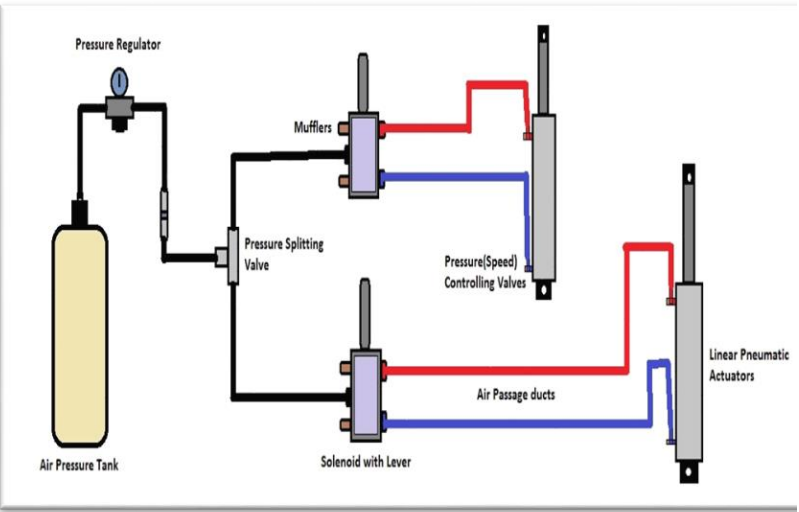 Pressure Regulator
Mufflers
Pressure Splitting
Valve
Pressure(Speed)
Controlling Valves
Linear Pneumatic
Actuators
Air Passage ducts
Air Pressure Tank
Solenoid with Lever